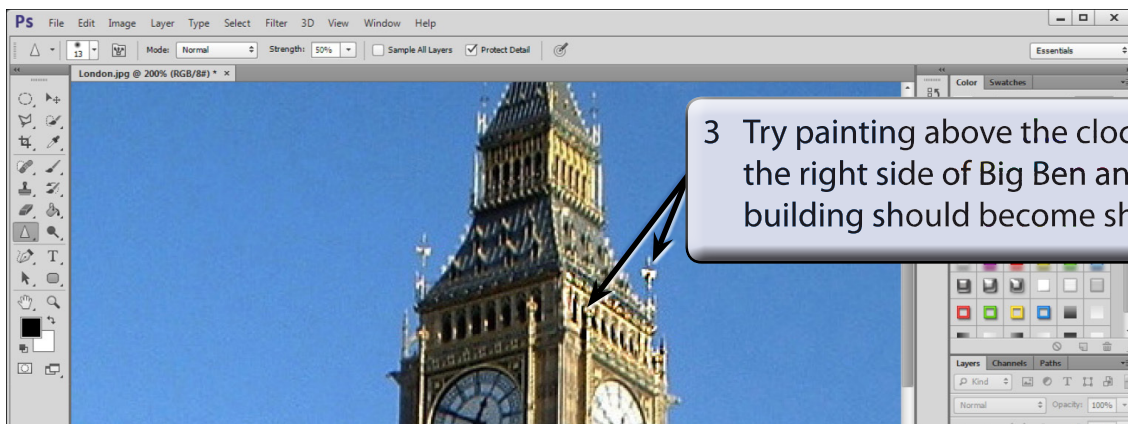 Ps File Edit Image Layer Type Select Filter 3D View Window Help
13 Mode: Normal Strength: 50% Sample All Layers Protect Detail Essentials
London.jpg @ 200% (RGB/8#) * ×
Color Swatches
3 Try painting above the cloc
the right side of Big Ben an
building should become sh
T
Layers Channels Paths
Kind T
Normal Opacity: 100%